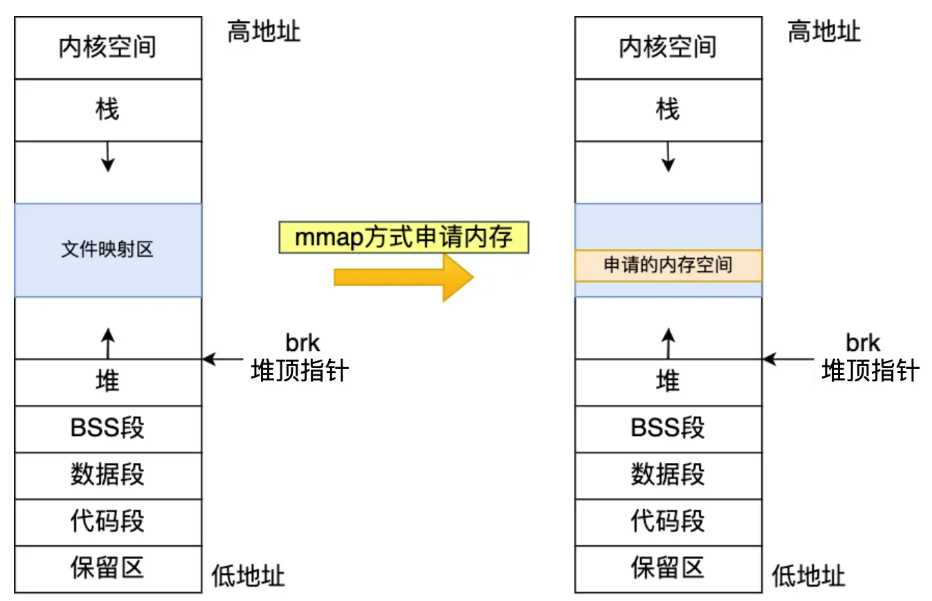 内核空间
高地址
栈
文件映射区
brk
堆顶指针
堆
BSS段
数据段
代码段
保留区
低地址
mmap方式申请内存
内核空间
高地址
栈
申请的内存空间
brk
堆顶指针
堆
BSS段
数据段
代码段
保留区
低地址